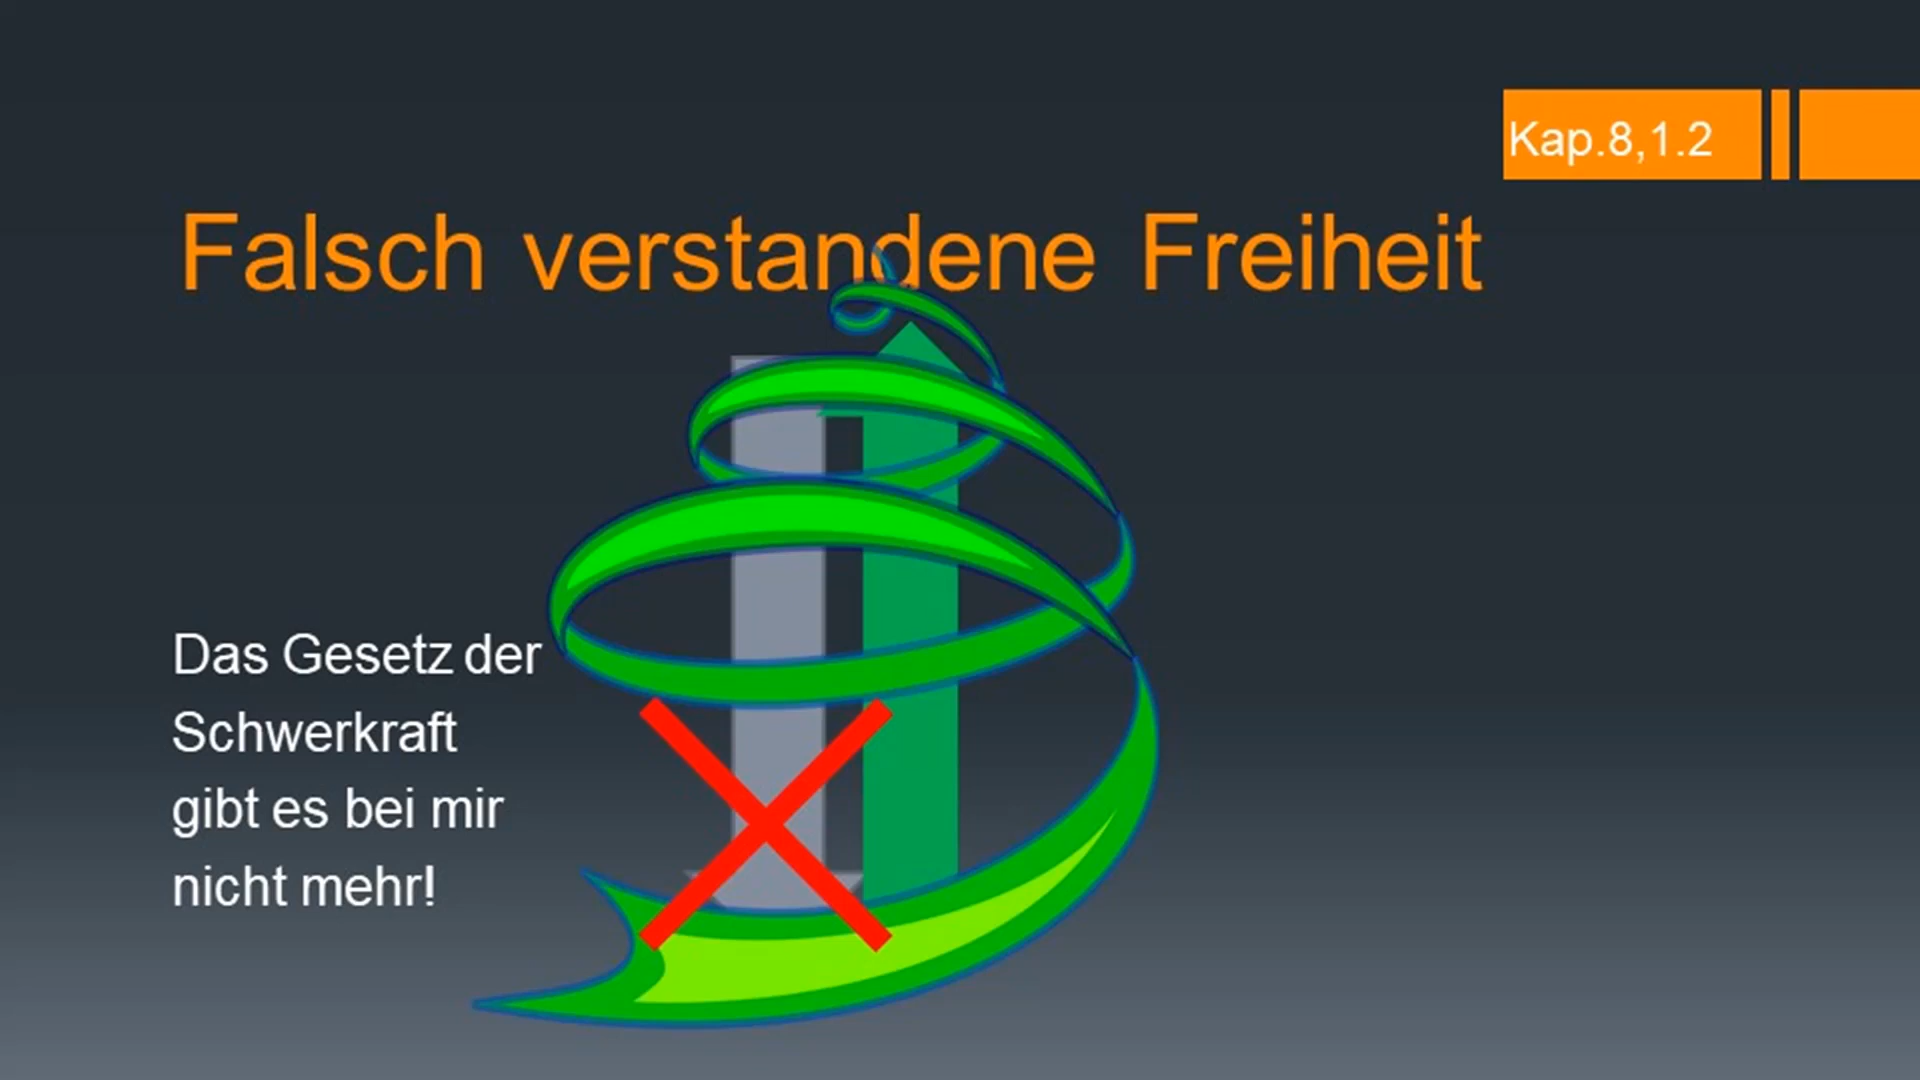 Kap.8,1.2
Falsch verstandene Freiheit
Das Gesetz der
Schwerkraft
gibt es bei mir
nicht mehr!